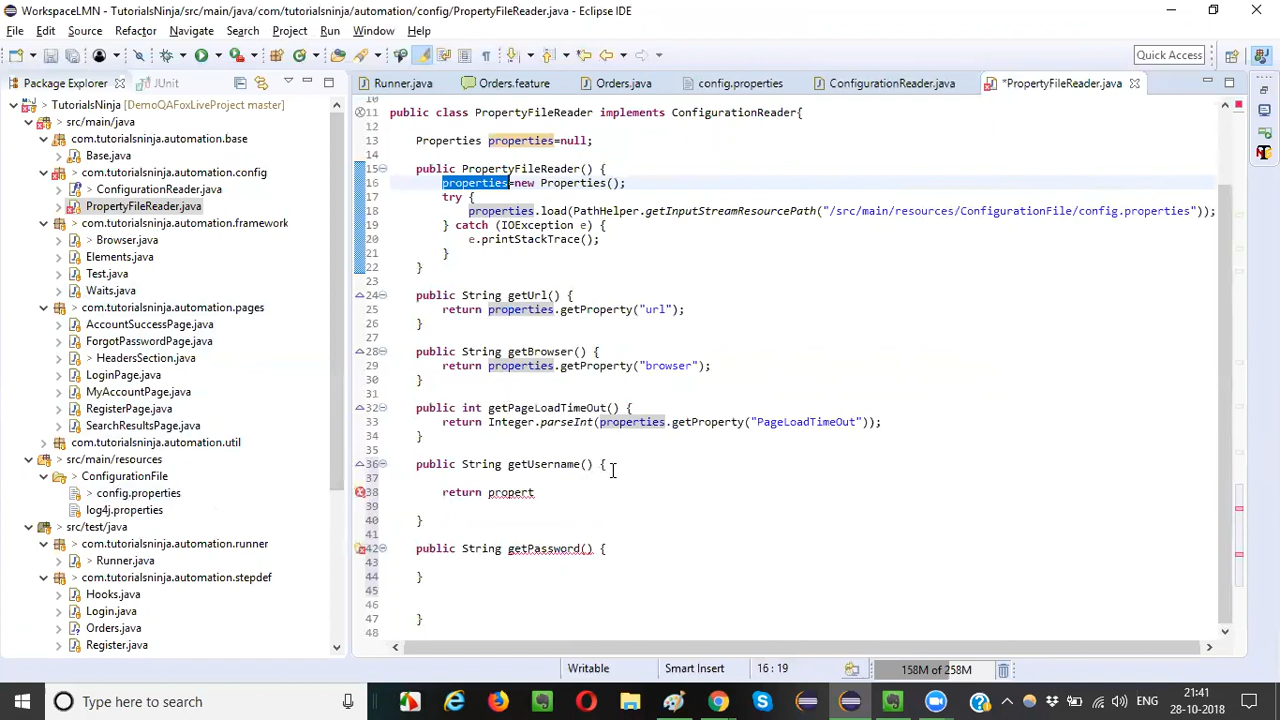 WorkspaceLMN - TutorialsNinja/src/main/java/com/tutorialsninja/automation/config/PropertyFileReader.java - Eclipse IDE
File Edit Source Refactor Navigate Search Project Run Window Help
Quick Access
Package Explorer JUnit
Runner.java Orders.feature Orders.java config.properties ConfigurationReader.java *PropertyFileReader.java
TutorialsNinja [DemoQAFoxLiveProject master]
src/main/java
com.tutorialsninja.automation.base
Base.java
com.tutorialsninja.automation.config
> ConfigurationReader.java
PropertyFileReader.java
com.tutorialsninja.automation.framework
Browser.java
Elements.java
Test.java
Waits.java
com.tutorialsninja.automation.pages
AccountSuccessPage.java
ForgotPasswordPage.java
> HeadersSection.java
LoginPage.java
MyAccountPage.java
RegisterPage.java
SearchResultsPage.java
com.tutorialsninja.automation.util
src/main/resources
ConfigurationFile
config.properties
log4j.properties
> src/test/java
com.tutorialsninja.automation.runner
> Runner.java
com.tutorialsninja.automation.stepdef
Hooks.java
Login.java
Orders.java
Register.java
10
11 public class PropertyFileReader implements ConfigurationReader{
12
13 Properties properties=null;
14
15 public PropertyFileReader() {
16 properties=new Properties();
17 try {
18 properties.load(PathHelper.getInputStreamResourcePath("/src/main/resources/ConfigurationFile/config.properties"));
19 } catch (IOException e) {
20 e.printStackTrace();
21 }
22 }
23
24 public String getUrl() {
25 return properties.getProperty("url");
26 }
27
28 public String getBrowser() {
29 return properties.getProperty("browser");
30 }
31
32 public int getPageLoadTimeOut() {
33 return Integer.parseInt(properties.getProperty("PageLoadTimeOut"));
34 }
35
36 public String getUsername() {
37
38 return propert
39
40 }
41
42 public String getPassword() {
43
44 }
45
46
47 }
48
Writable Smart Insert 16 : 19 158M of 258M
Type here to search
ENG
21:41
28-10-2018